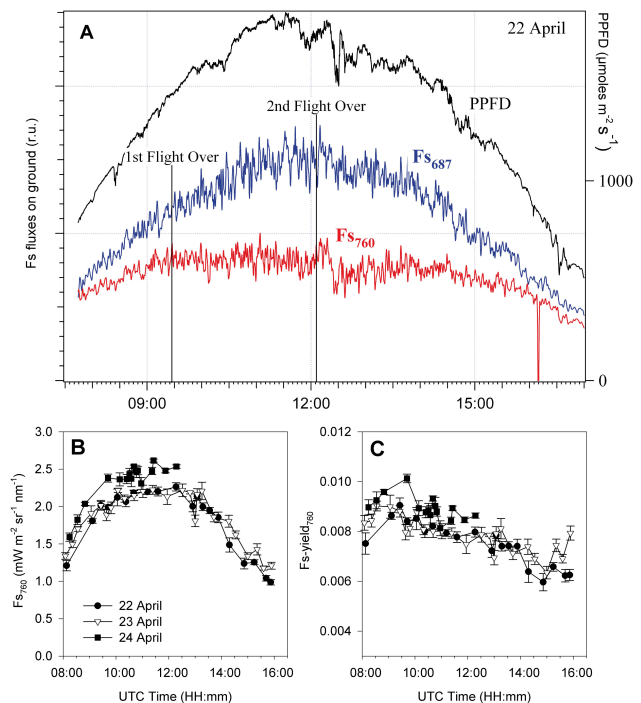 A
22 April
PPFD (μmoles m⁻² s⁻¹)
2nd Flight Over
PPFD
1st Flight Over
Fs₆₈₇
Fs fluxes on ground (r.u.)
1000
Fs₇₆₀
0
09:00 12:00 15:00
B
3.0
2.5
2.0
1.5
1.0
0.5
0.0
Fs₇₆₀ (mW m⁻² sr⁻¹ nm⁻¹)
22 April
23 April
24 April
08:00 10:00 12:00 14:00 16:00
UTC Time (HH:mm)
C
0.012
0.010
0.008
0.006
0.004
Fs-yield₇₆₀
08:00 10:00 12:00 14:00 16:00
UTC Time (HH:mm)